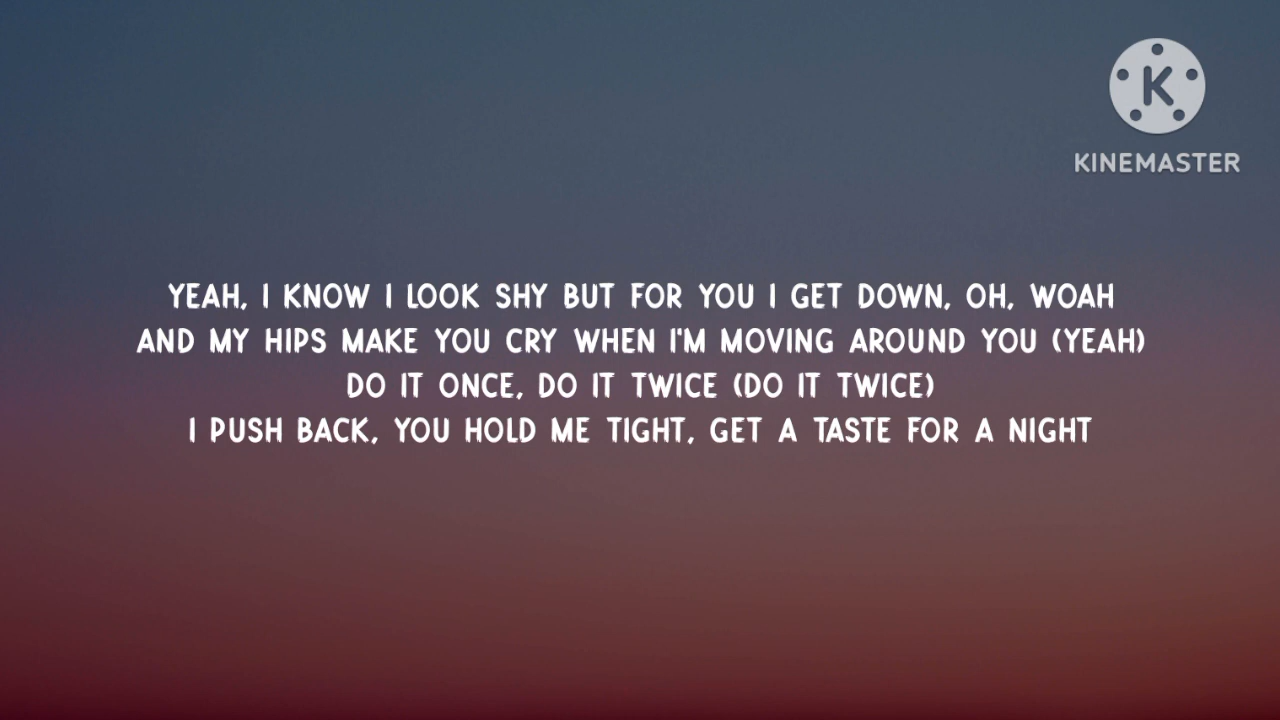 K
KINEMASTER
YEAH, I KNOW I LOOK SHY BUT FOR YOU I GET DOWN, OH, WOAH
AND MY HIPS MAKE YOU CRY WHEN I'M MOVING AROUND YOU (YEAH)
DO IT ONCE, DO IT TWICE (DO IT TWICE)
I PUSH BACK, YOU HOLD ME TIGHT, GET A TASTE FOR A NIGHT